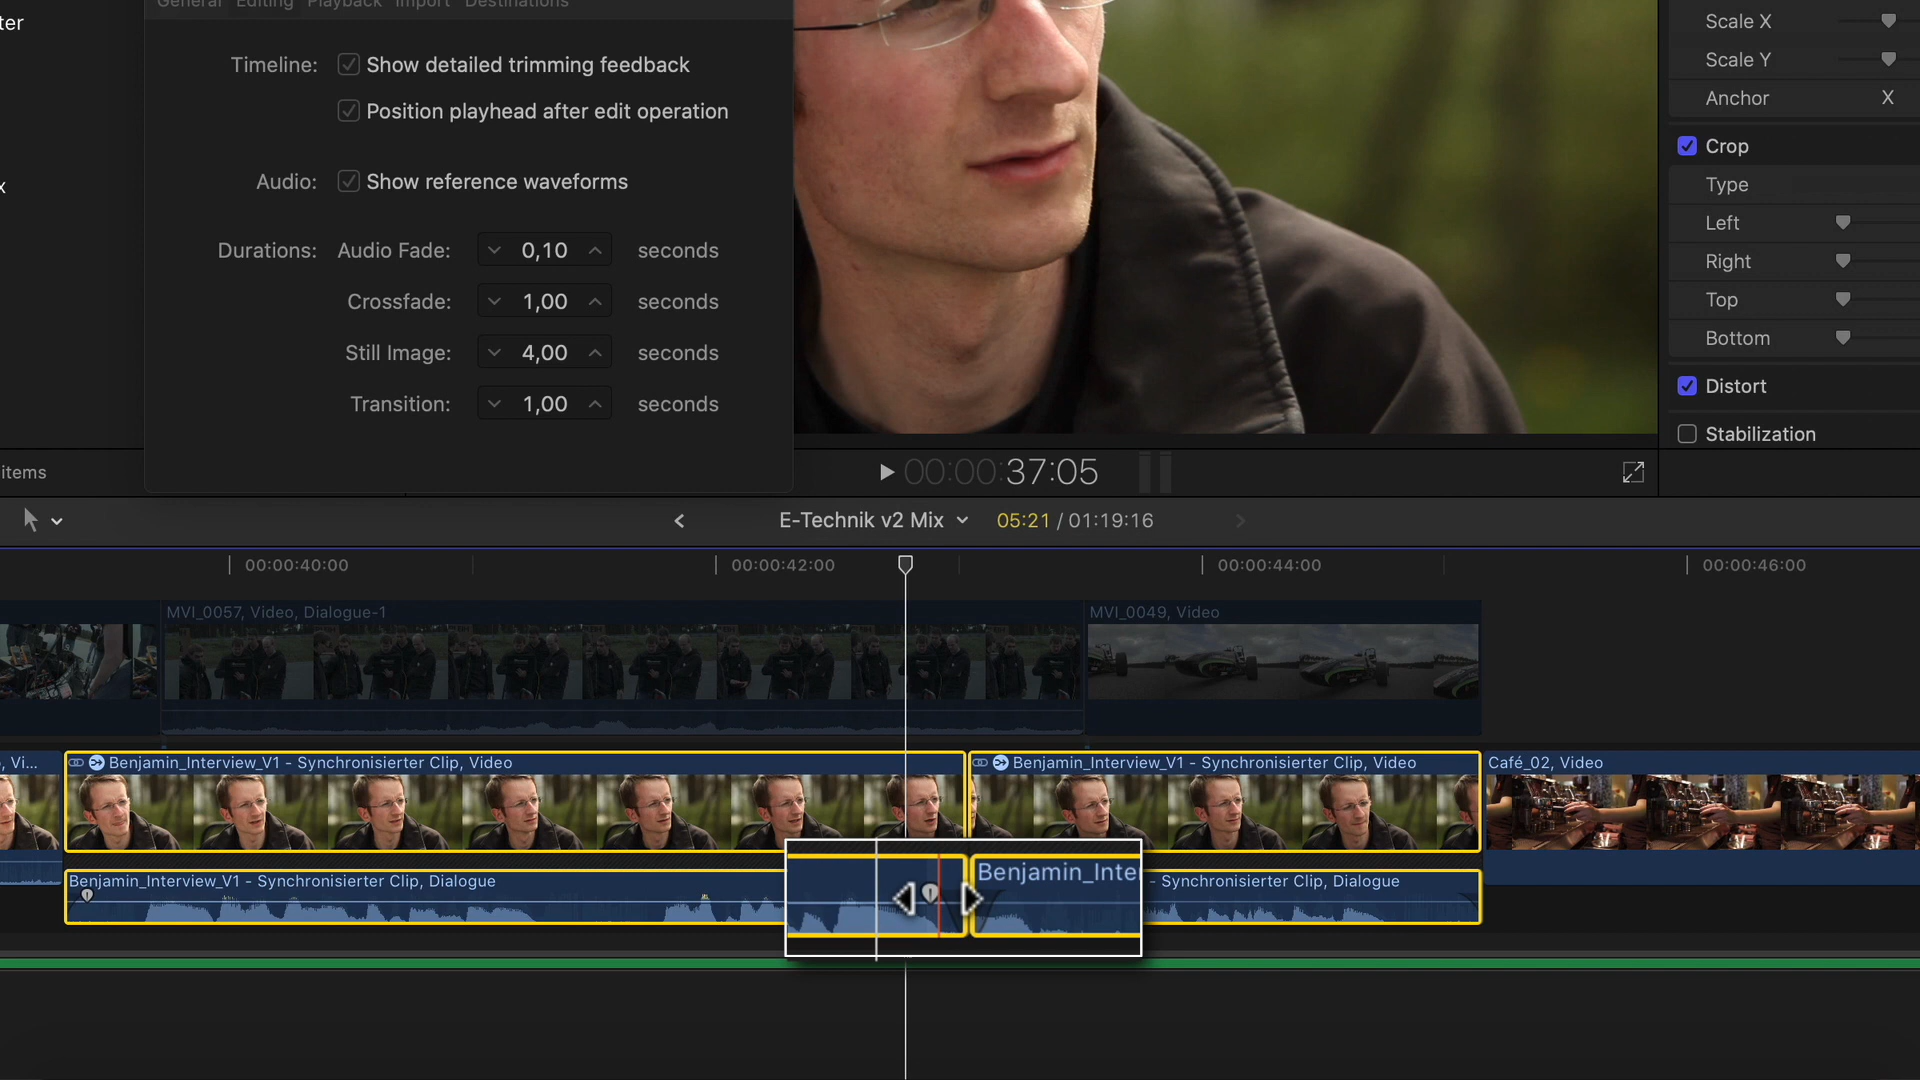 General Editing Playback Import Destinations
ter
Timeline: Show detailed trimming feedback
Position playhead after edit operation
x
Audio: Show reference waveforms
Durations: Audio Fade: 0,10 seconds
Crossfade: 1,00 seconds
Still Image: 4,00 seconds
Transition: 1,00 seconds
Scale X
Scale Y
Anchor X
Crop
Type
Left
Right
Top
Bottom
Distort
Stabilization
items
00:00:37:05
E-Technik v2 Mix 05:21 / 01:19:16
00:00:40:00 00:00:42:00 00:00:44:00 00:00:46:00
MVI_0057, Video, Dialogue-1 MVI_0049, Video
, Vi... Benjamin_Interview_V1 - Synchronisierter Clip, Video Benjamin_Interview_V1 - Synchronisierter Clip, Video Café_02, Video
Benjamin_Interview_V1 - Synchronisierter Clip, Dialogue Benjamin_Inte - Synchronisierter Clip, Dialogue